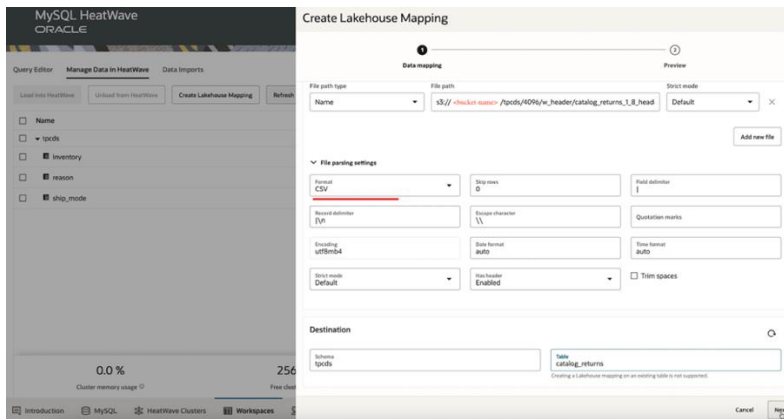 MySQL HeatWave
ORACLE
Query Editor
Manage Data in HeatWave
Data Imports
Load into HeatWave
Unload from HeatWave
Create Lakehouse Mapping
Refresh
Name
tpcds
inventory
reason
ship_mode
0.0 %
256
Cluster memory usage
Free
Introduction
MySQL
HeatWave Clusters
Workspaces
Create Lakehouse Mapping
1
2
Data mapping
Preview
File path type
Name
File path
s3:// <bucket name> /tpcds/4096/w_header/catalog_returns_1_8_head
Strict mode
Default
Add new file
File parsing settings
Format
CSV
Skip rows
0
Field delimiter
|
Record delimiter
|\n
Escape character
\\
Quotation marks
Encoding
utf8mb4
Date format
auto
Time format
auto
Strict mode
Default
Has header
Enabled
Trim spaces
Destination
Schema
tpcds
Table
catalog_returns
Creating a Lakehouse mapping on an existing table is not supported.
Cancel